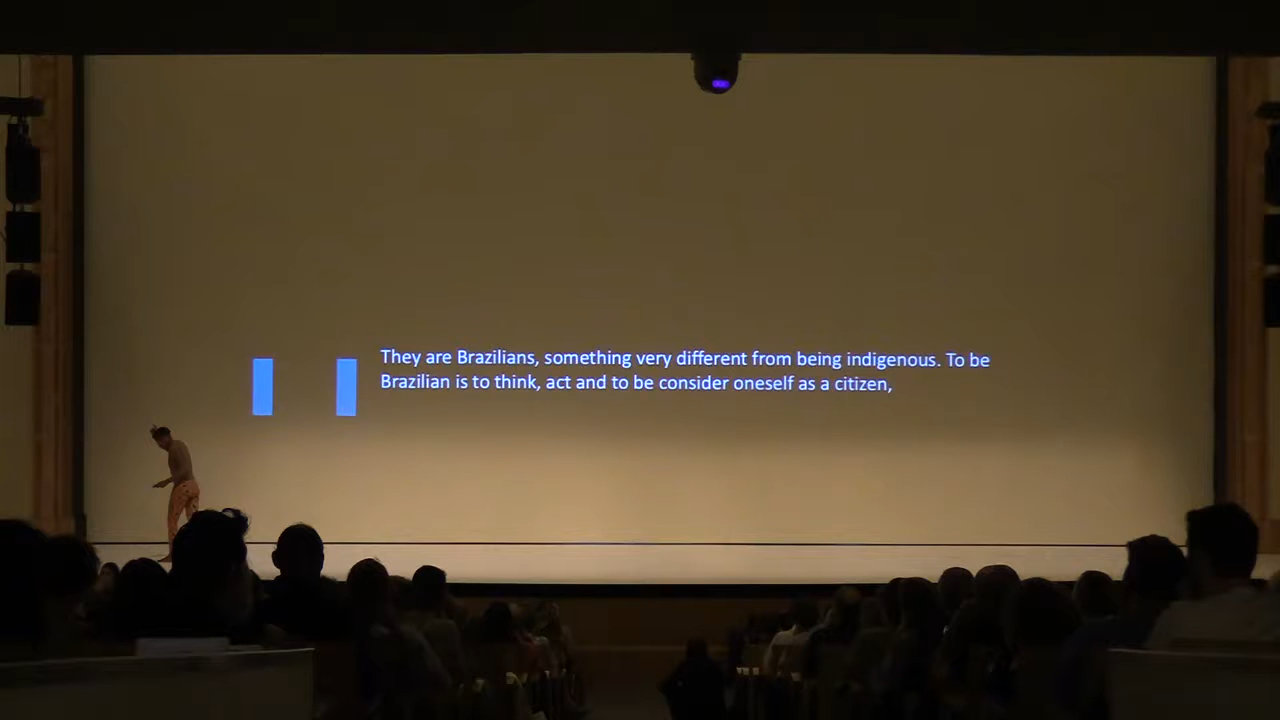 They are Brazilians, something very different from being indigenous. To be
Brazilian is to think, act and to be consider oneself as a citizen,